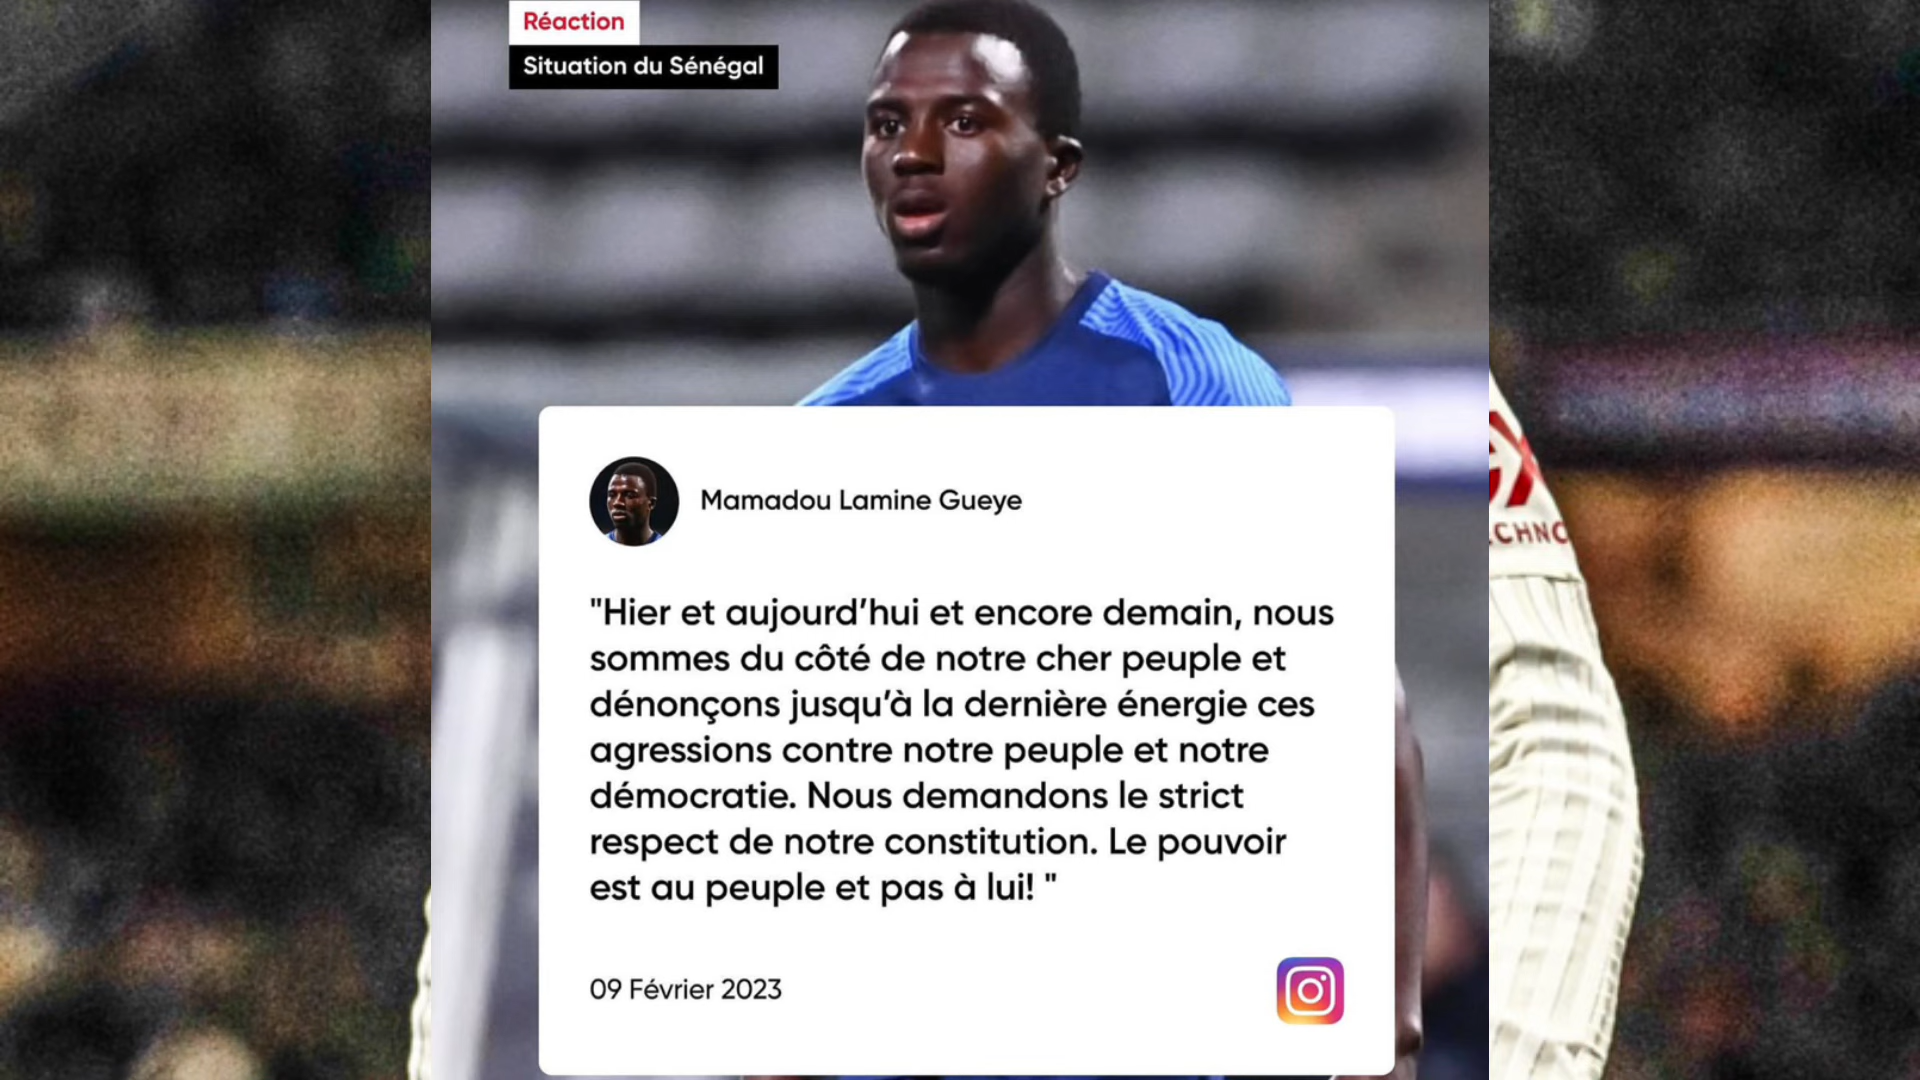 Réaction
Situation du Sénégal
Mamadou Lamine Gueye
"Hier et aujourd’hui et encore demain, nous
sommes du côté de notre cher peuple et
dénonçons jusqu’à la dernière énergie ces
agressions contre notre peuple et notre
démocratie. Nous demandons le strict
respect de notre constitution. Le pouvoir
est au peuple et pas à lui! "
09 Février 2023